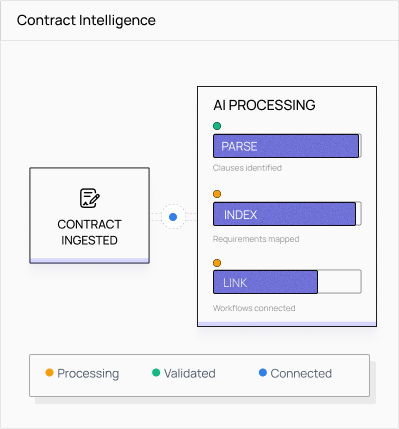 Contract Intelligence
AI PROCESSING
PARSE
Clauses identified
CONTRACT
INGESTED
INDEX
Requirements mapped
LINK
Workflows connected
Processing
Validated
Connected